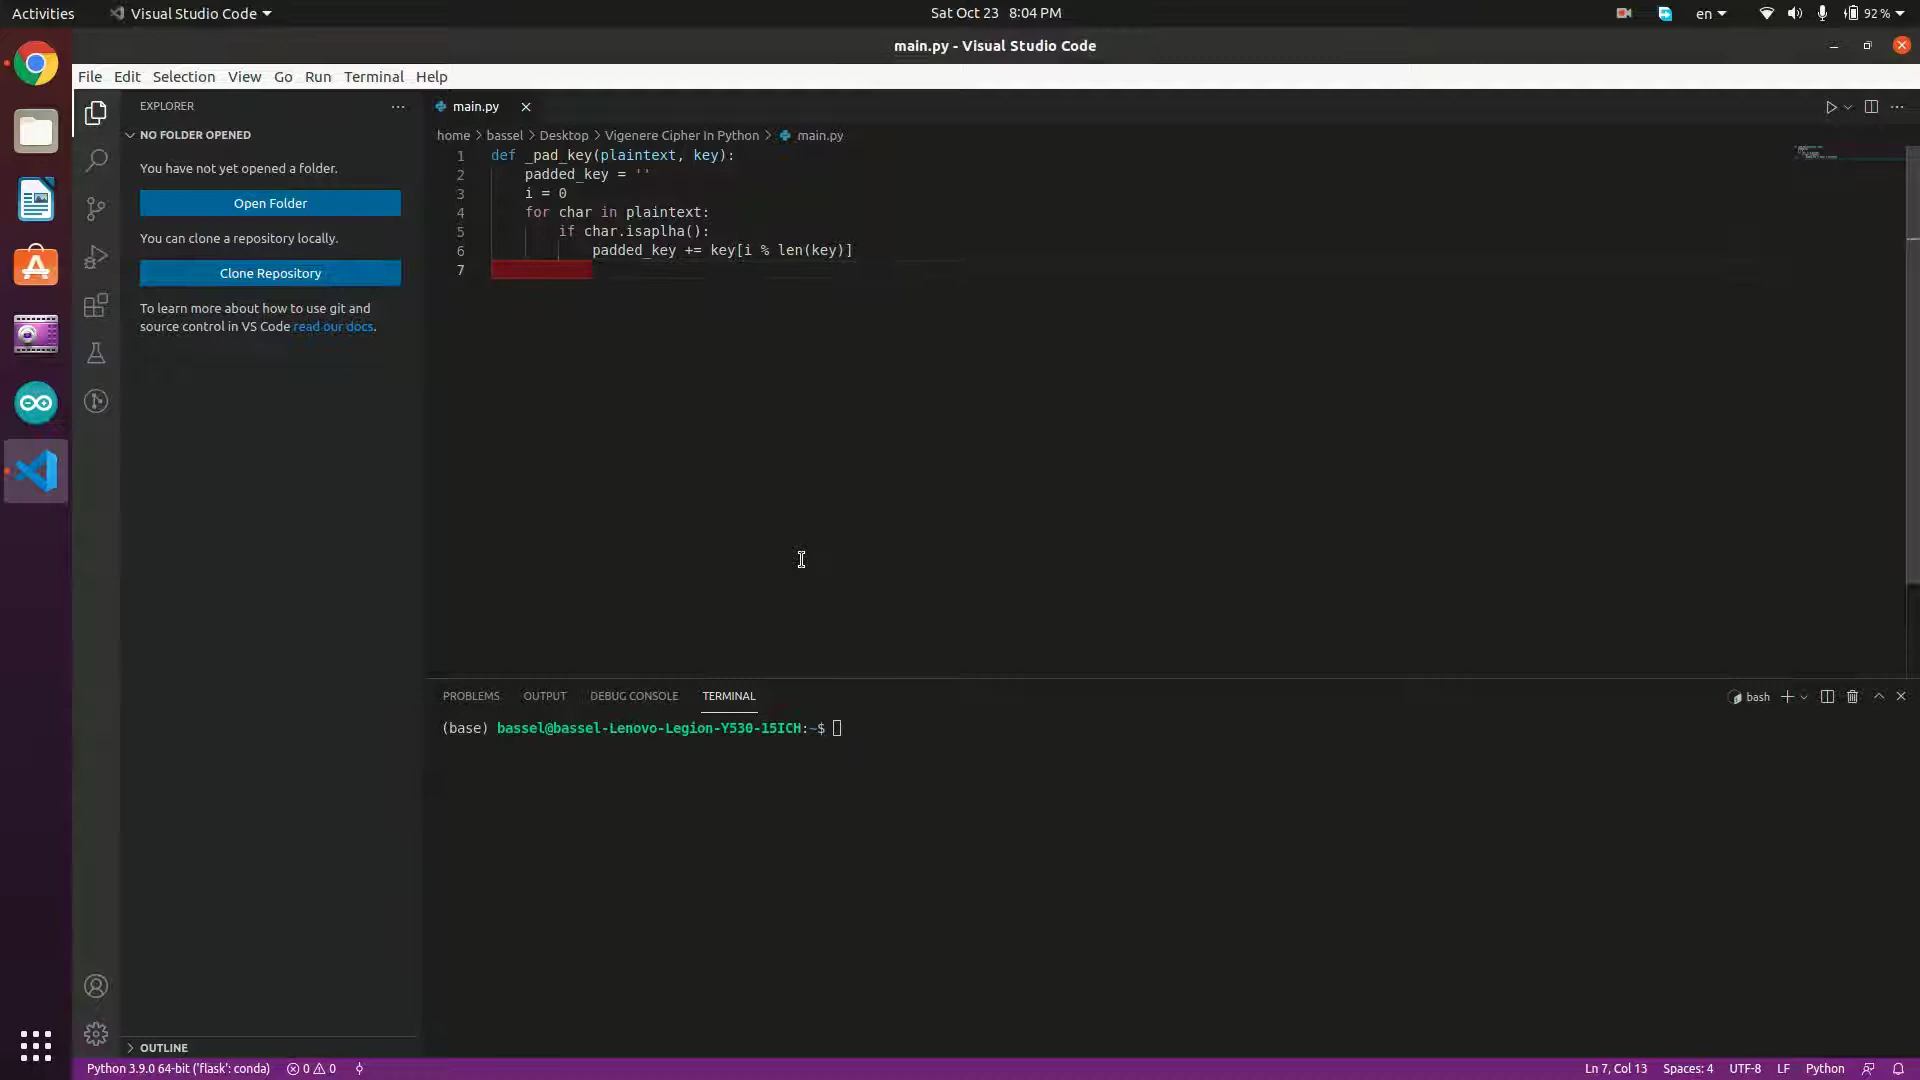 Activities Visual Studio Code Sat Oct 23 8:04 PM en 92 %
main.py - Visual Studio Code
File Edit Selection View Go Run Terminal Help
EXPLORER
NO FOLDER OPENED
You have not yet opened a folder.
Open Folder
You can clone a repository locally.
Clone Repository
To learn more about how to use git and
source control in VS Code read our docs.
OUTLINE
main.py
home > bassel > Desktop > Vigenere Cipher In Python > main.py
1 def _pad_key(plaintext, key):
2 padded_key = ''
3 i = 0
4 for char in plaintext:
5 if char.isaplha():
6 padded_key += key[i % len(key)]
7
PROBLEMS OUTPUT DEBUG CONSOLE TERMINAL bash
(base) bassel@bassel-Lenovo-Legion-Y530-15ICH:~$
Python 3.9.0 64-bit ('flask': conda) 0 0 Ln 7, Col 13 Spaces: 4 UTF-8 LF Python